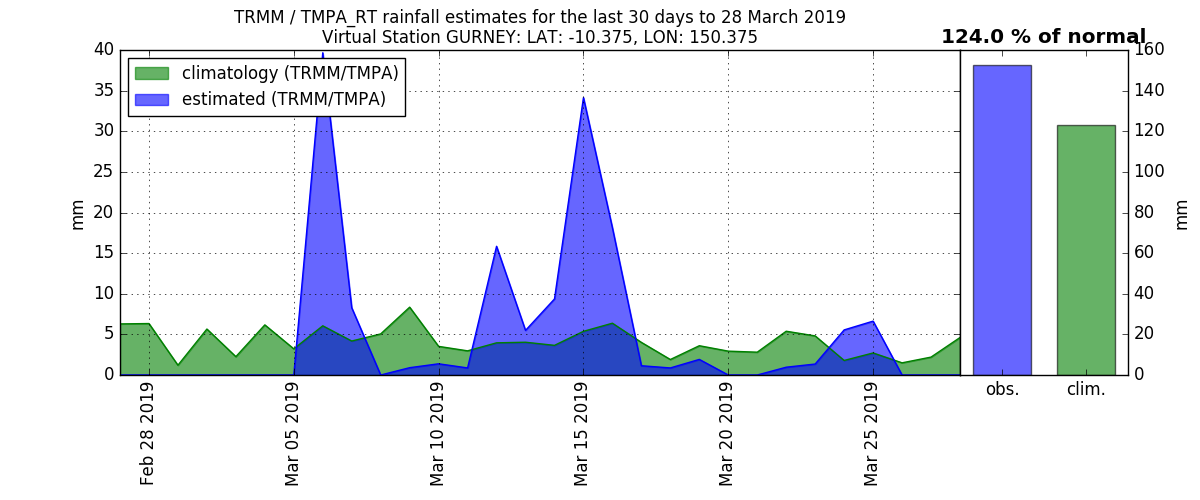 TRMM / TMPA_RT rainfall estimates for the last 30 days to 28 March 2019
Virtual Station GURNEY: LAT: -10.375, LON: 150.375
124.0 % of normal
climatology (TRMM/TMPA)
estimated (TRMM/TMPA)
40
35
30
25
20
15
10
5
0
mm
160
140
120
100
80
60
40
20
0
mm
Feb 28 2019
Mar 05 2019
Mar 10 2019
Mar 15 2019
Mar 20 2019
Mar 25 2019
obs.
clim.